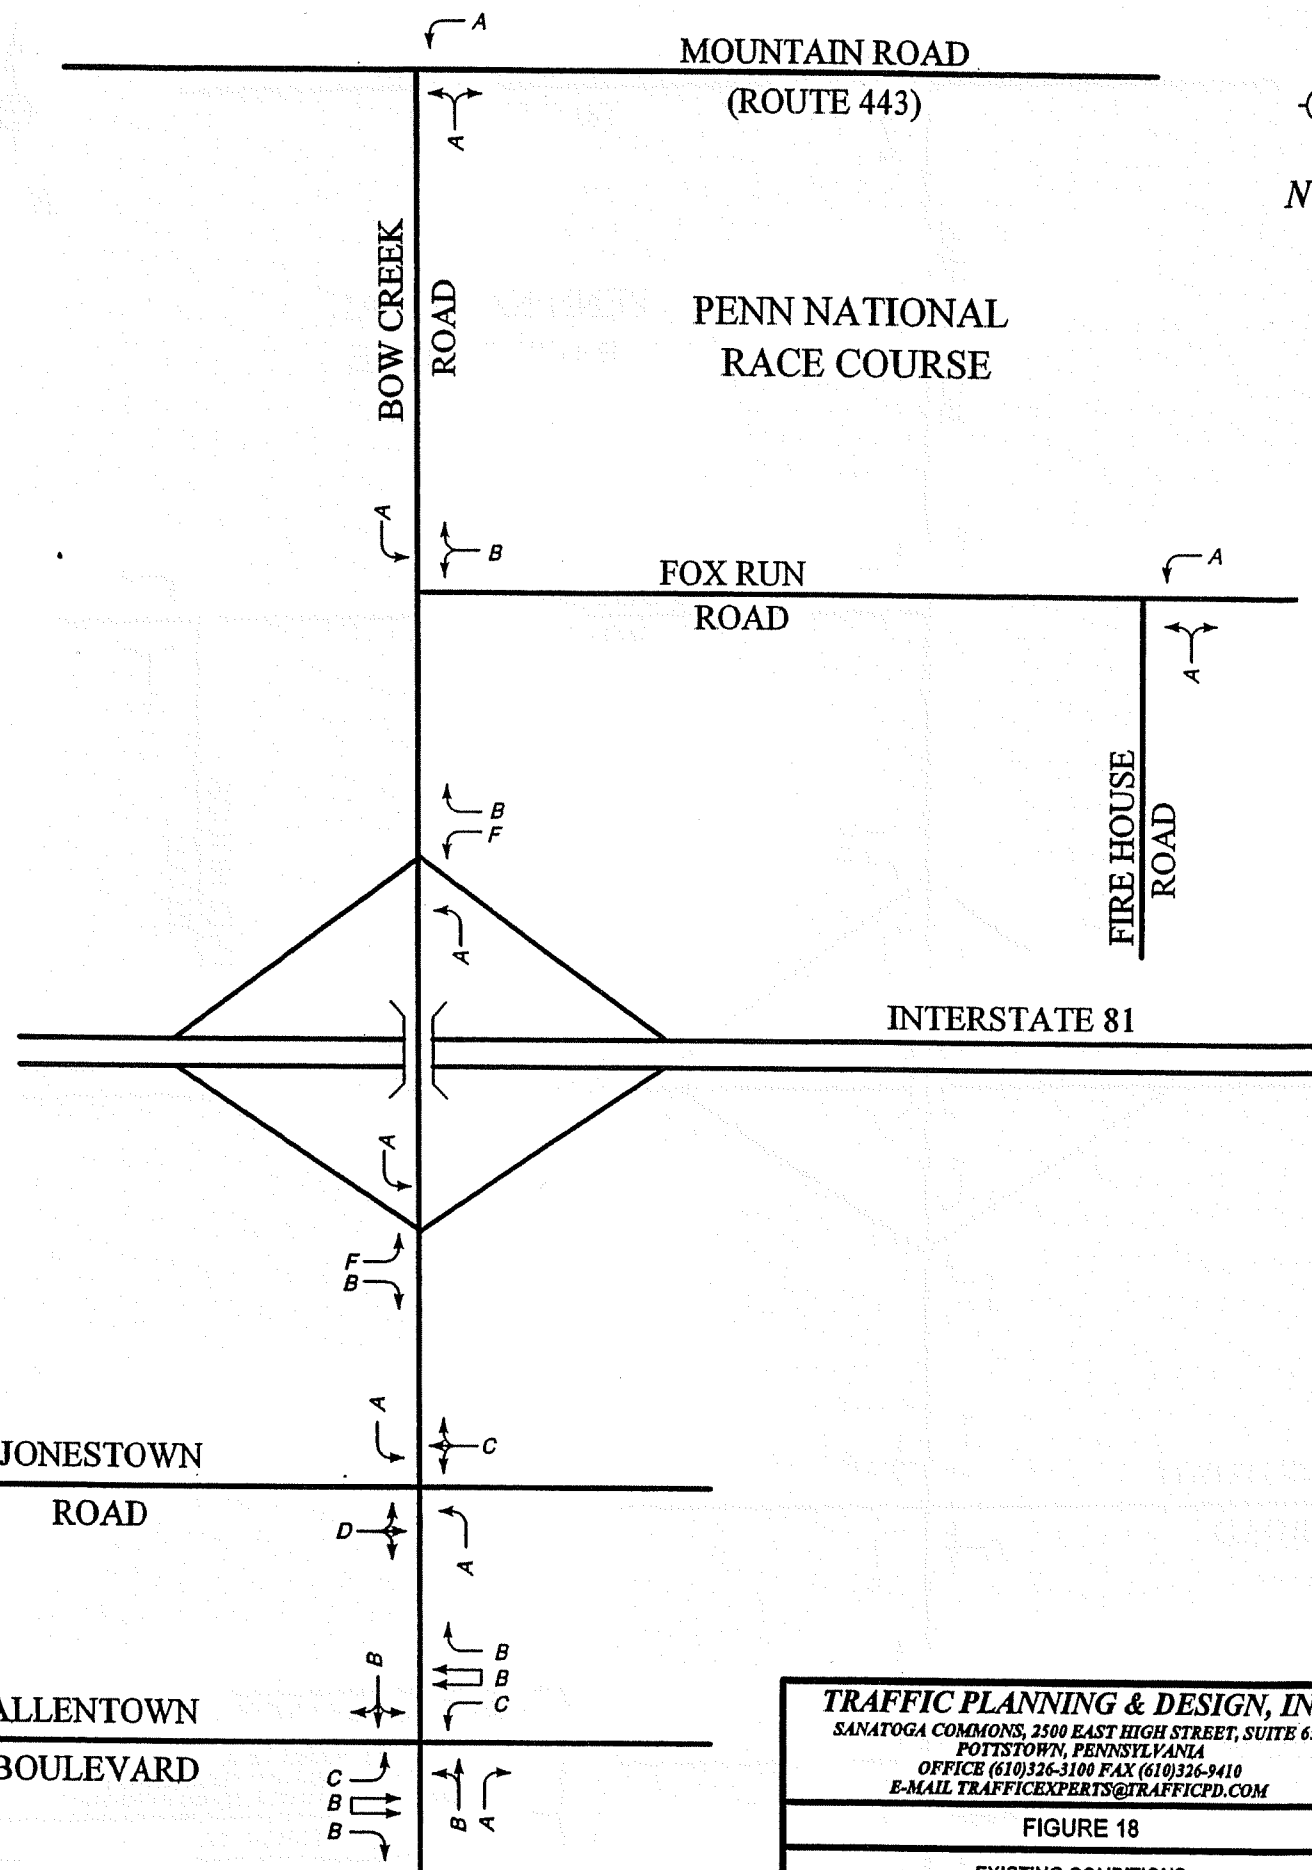 A
MOUNTAIN ROAD
(ROUTE 443)
A
N
BOW CREEK
ROAD
PENN NATIONAL
RACE COURSE
A
B
FOX RUN
ROAD
A
A
FIRE HOUSE
ROAD
B
F
A
INTERSTATE 81
A
F
B
A
C
JONESTOWN
ROAD
D
A
B
B
B
C
ALLENTOWN
BOULEVARD
C
B
B
B
A
TRAFFIC PLANNING & DESIGN, IN
SANATOGA COMMONS, 2500 EAST HIGH STREET, SUITE 6
POTTSTOWN, PENNSYLVANIA
OFFICE (610)326-3100 FAX (610)326-9410
E-MAIL TRAFFICEXPERTS@TRAFFICPD.COM
FIGURE 18
EXISTING CONDITIONS